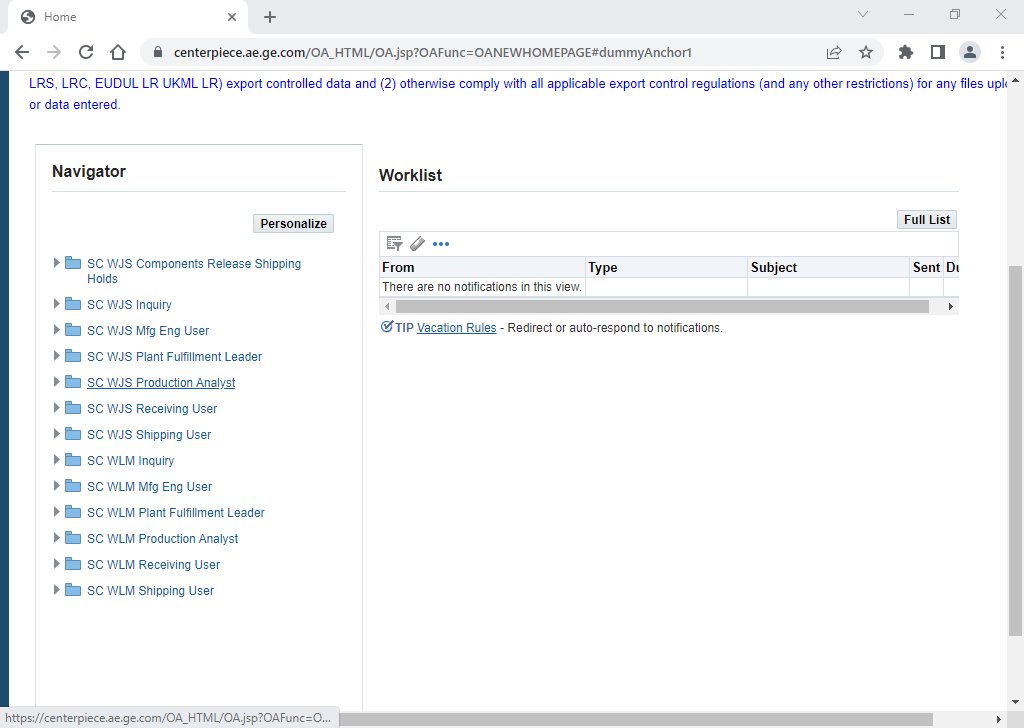 Home
centerpiece.ae.ge.com/OA_HTML/OA.jsp?OAFunc=OANEWHOMEPAGE#dummyAnchor1
LRS, LRC, EUDUL LR UKML LR) export controlled data and (2) otherwise comply with all applicable export control regulations (and any other restrictions) for any files uplo
or data entered.
Navigator
Personalize
SC WJS Components Release Shipping
Holds
SC WJS Inquiry
SC WJS Mfg Eng User
SC WJS Plant Fulfillment Leader
SC WJS Production Analyst
SC WJS Receiving User
SC WJS Shipping User
SC WLM Inquiry
SC WLM Mfg Eng User
SC WLM Plant Fulfillment Leader
SC WLM Production Analyst
SC WLM Receiving User
SC WLM Shipping User
Worklist
Full List
From Type Subject Sent Du
There are no notifications in this view.
TIP Vacation Rules - Redirect or auto-respond to notifications.
https://centerpiece.ae.ge.com/OA_HTML/OA.jsp?OAFunc=O...